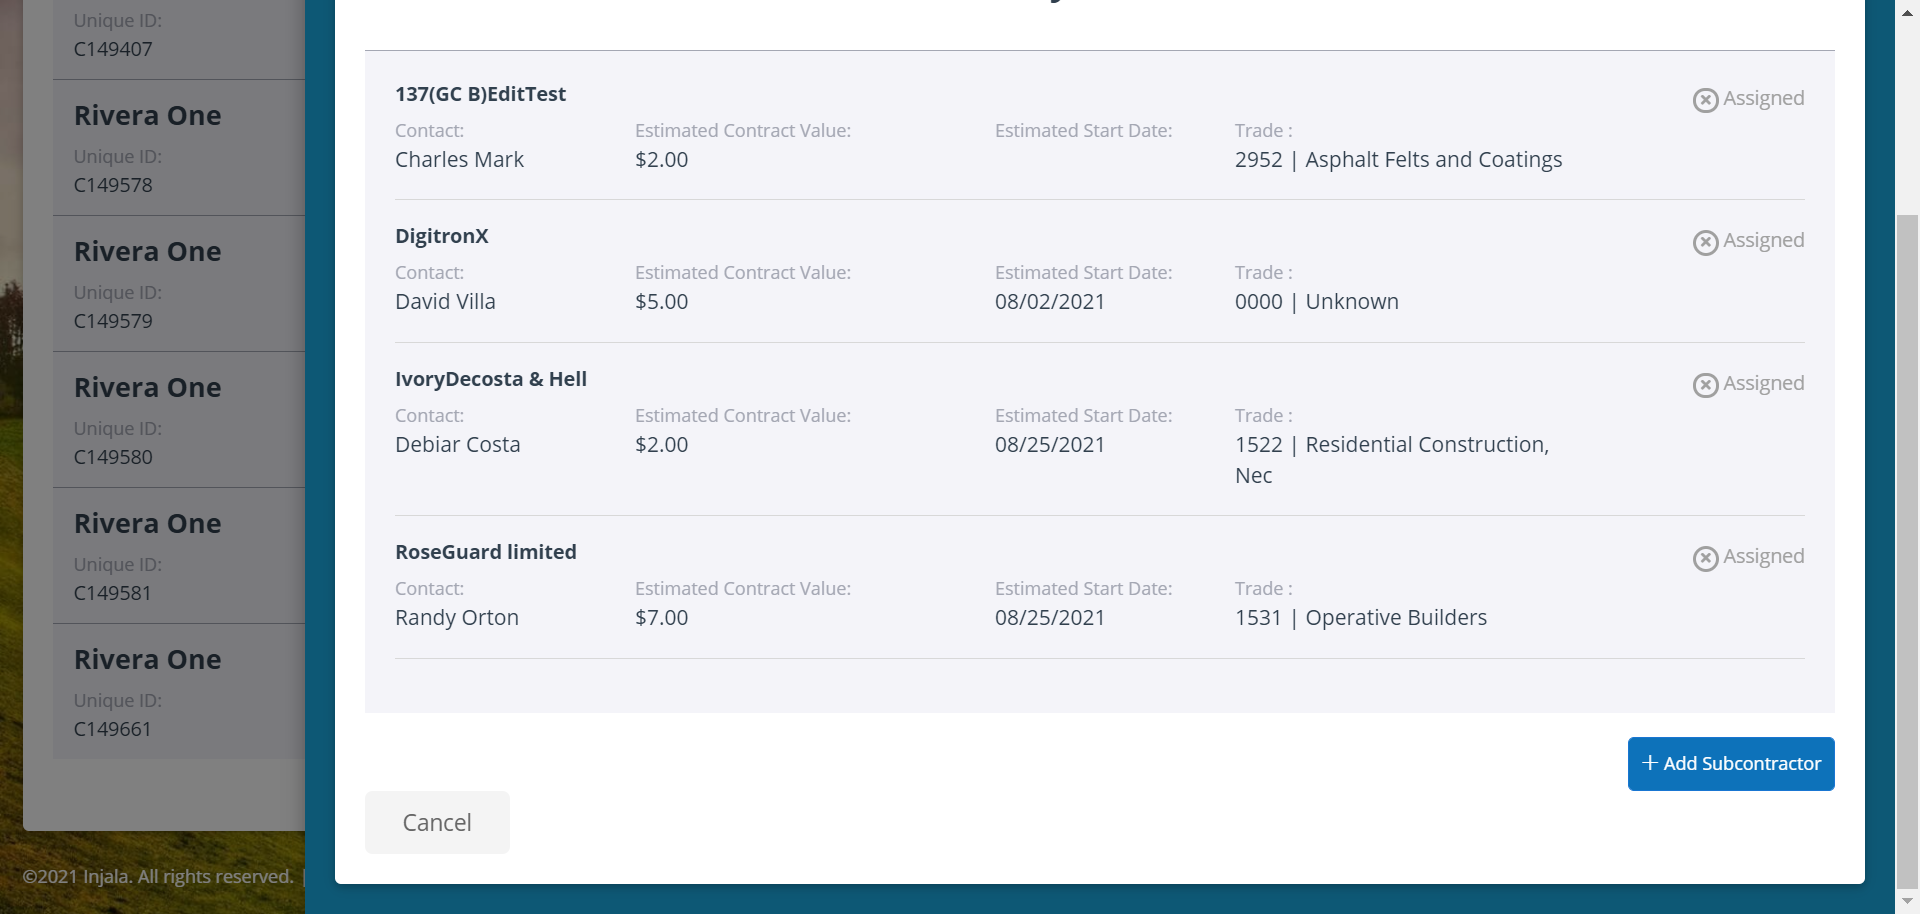 Unique ID:
C149407
Rivera One
Unique ID:
C149578
Rivera One
Unique ID:
C149579
Rivera One
Unique ID:
C149580
Rivera One
Unique ID:
C149581
Rivera One
Unique ID:
C149661
©2021 Injala. All rights reserved. |
137(GC B)EditTest
Assigned
Contact: Estimated Contract Value: Estimated Start Date: Trade :
Charles Mark $2.00 2952 | Asphalt Felts and Coatings
DigitronX
Assigned
Contact: Estimated Contract Value: Estimated Start Date: Trade :
David Villa $5.00 08/02/2021 0000 | Unknown
IvoryDecosta & Hell
Assigned
Contact: Estimated Contract Value: Estimated Start Date: Trade :
Debiar Costa $2.00 08/25/2021 1522 | Residential Construction,
Nec
RoseGuard limited
Assigned
Contact: Estimated Contract Value: Estimated Start Date: Trade :
Randy Orton $7.00 08/25/2021 1531 | Operative Builders
+ Add Subcontractor
Cancel